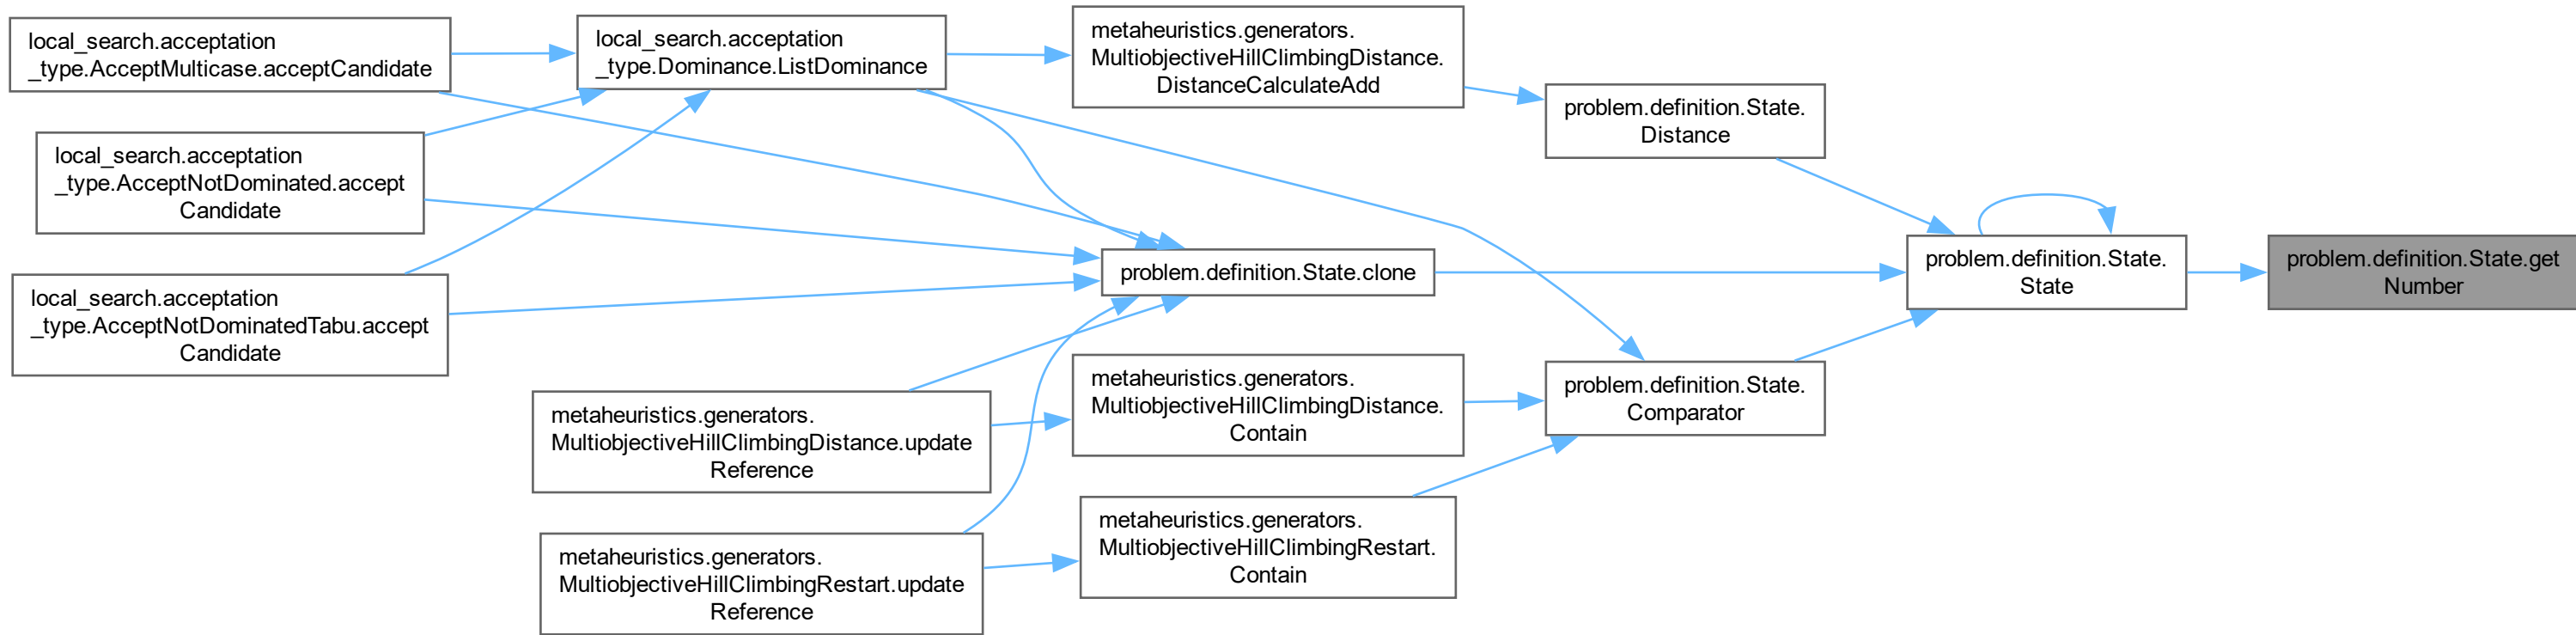 local_search.acceptation
_type.AcceptMulticase.acceptCandidate
local_search.acceptation
_type.AcceptNotDominated.accept
Candidate
local_search.acceptation
_type.AcceptNotDominatedTabu.accept
Candidate
local_search.acceptation
_type.Dominance.ListDominance
metaheuristics.generators.
MultiobjectiveHillClimbingDistance.update
Reference
metaheuristics.generators.
MultiobjectiveHillClimbingRestart.update
Reference
metaheuristics.generators.
MultiobjectiveHillClimbingDistance.
DistanceCalculateAdd
problem.definition.State.clone
metaheuristics.generators.
MultiobjectiveHillClimbingDistance.
Contain
metaheuristics.generators.
MultiobjectiveHillClimbingRestart.
Contain
problem.definition.State.
Distance
problem.definition.State.
Comparator
problem.definition.State.
State
problem.definition.State.get
Number